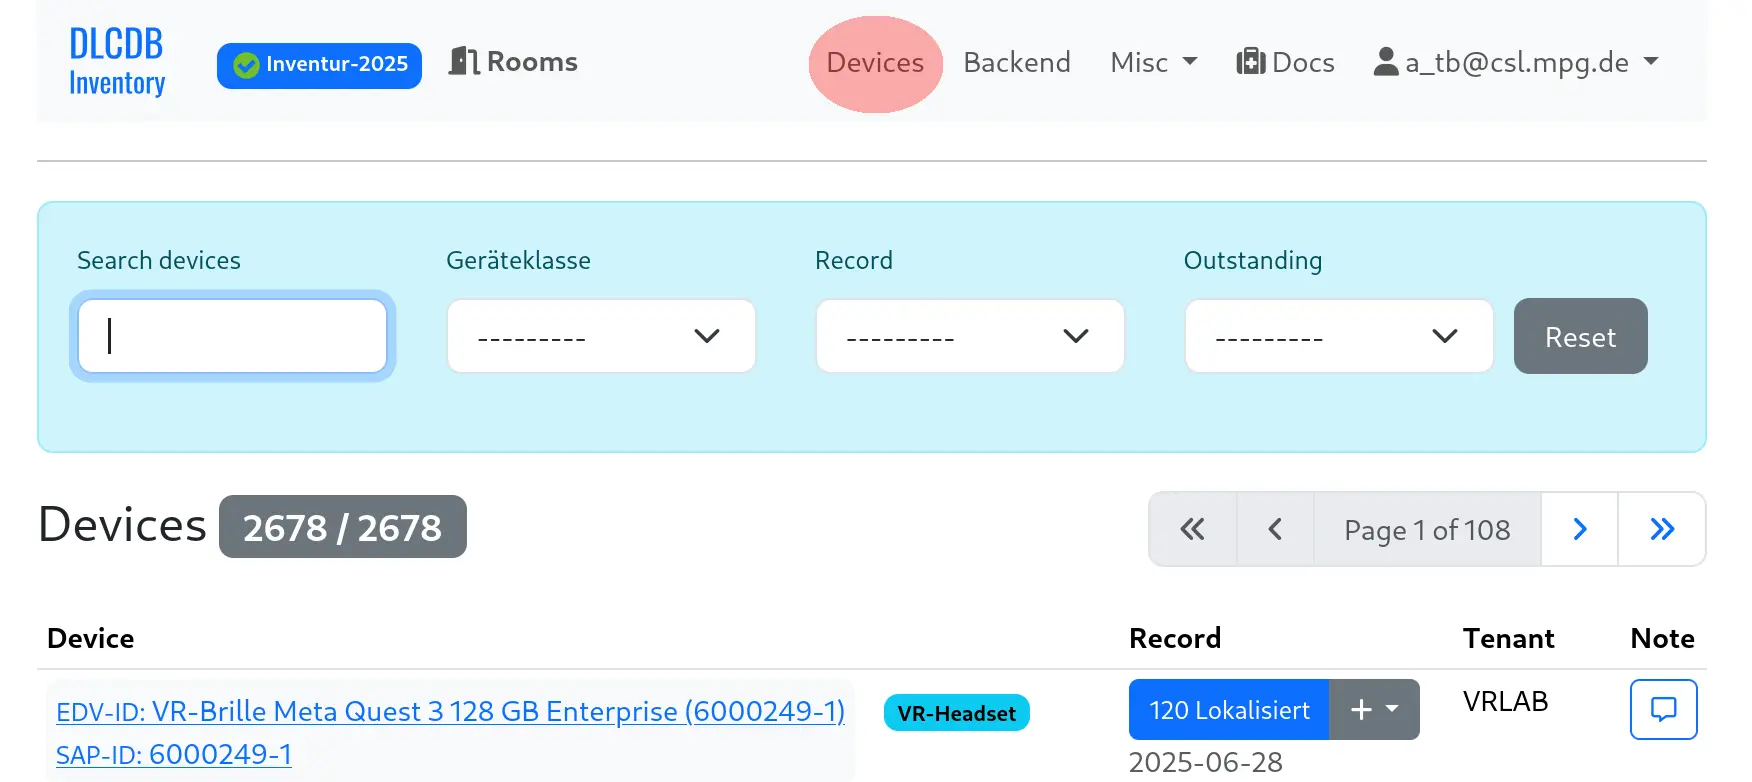 DLCDB
Inventory
Inventur-2025
Rooms
Devices
Backend
Misc
Docs
a_tb@csl.mpg.de
Search devices
Geräteklasse
Record
Outstanding
---------
---------
---------
Reset
Devices 2678 / 2678
Page 1 of 108
Device
Record
Tenant
Note
EDV-ID: VR-Brille Meta Quest 3 128 GB Enterprise (6000249-1)
SAP-ID: 6000249-1
VR-Headset
120 Lokalisiert
2025-06-28
VRLAB